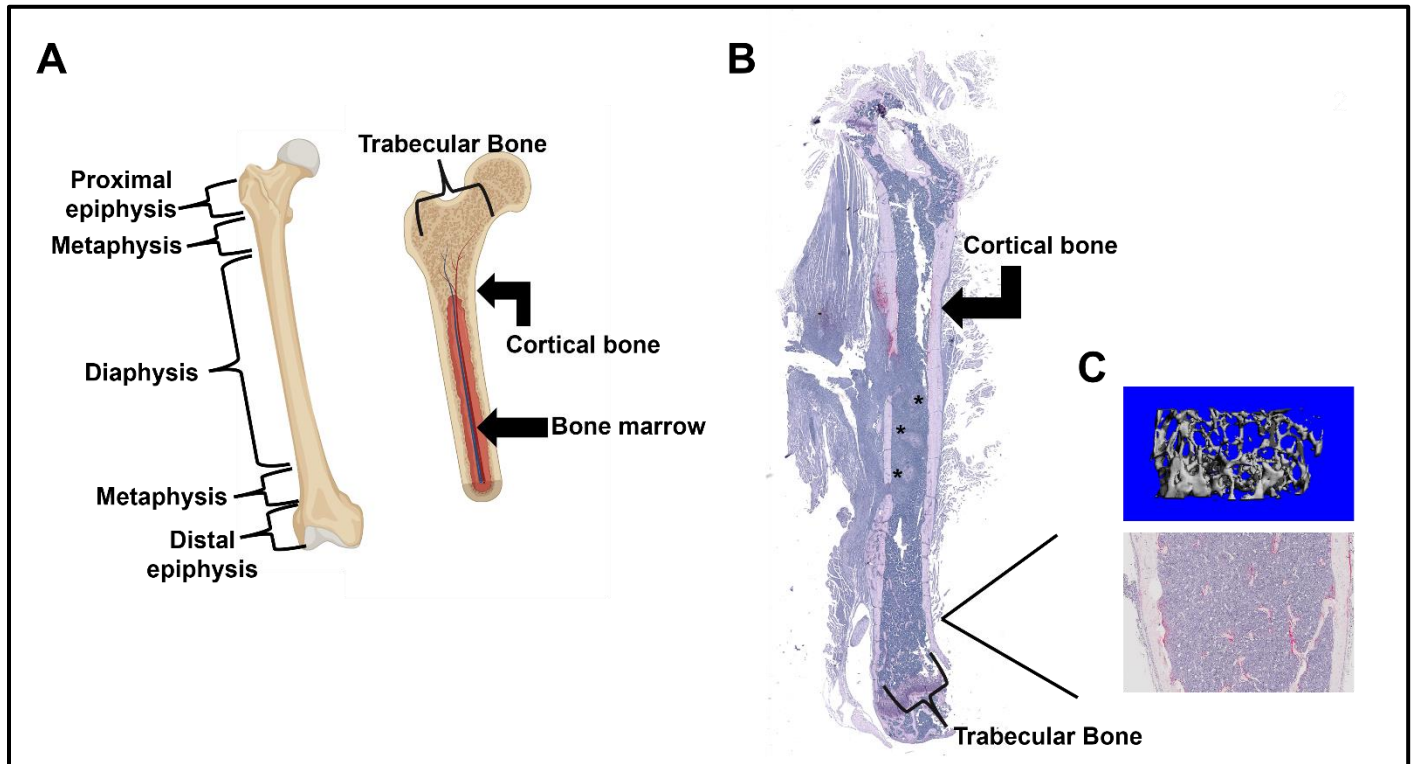 A
Trabecular Bone
Proximal
epiphysis
Metaphysis
Diaphysis
Metaphysis
Distal
epiphysis
Cortical bone
Bone marrow
B
Cortical bone
*
*
*
Trabecular Bone
C